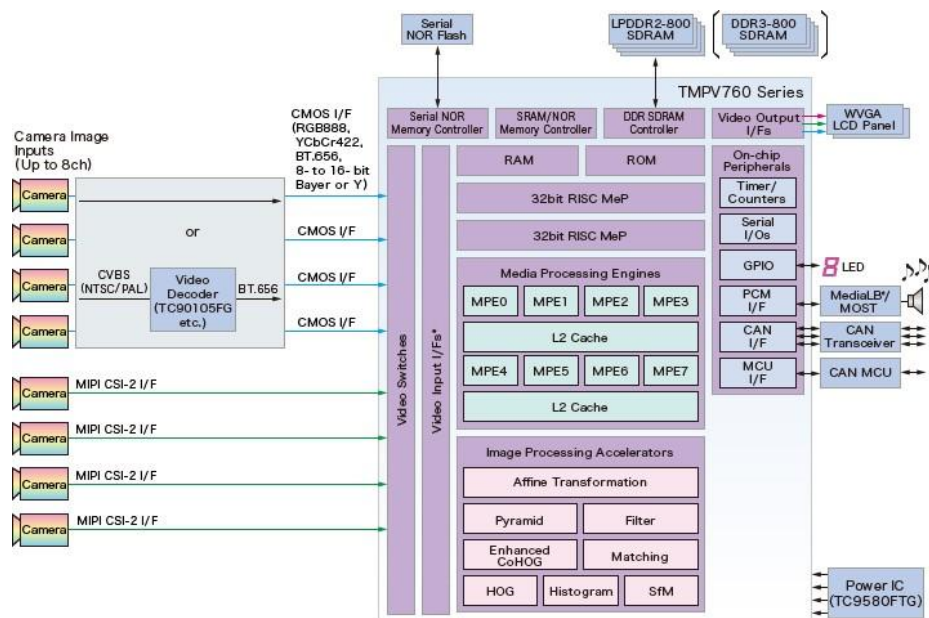 Serial
NOR Flash
LPDDR2-800
SDRAM
DDR3-800
SDRAM
TMPV760 Series
Serial NOR
Memory Controller
SRAM/NOR
Memory Controller
DDR SDRAM
Controller
Video Output
I/Fs
WVGA
LCD Panel
Camera Image
Inputs
(Up to 8ch)
CMOS I/F
(RGB888,
YCbCr422,
BT.656,
8- to 16- bit
Bayer or Y)
Camera
or
Camera
CMOS I/F
Camera
CVBS
(NTSC/PAL)
Video
Decoder
(TC90105FG
etc.)
BT.656
CMOS I/F
Camera
CMOS I/F
Camera
MIPI CSI-2 I/F
Camera
MIPI CSI-2 I/F
Camera
MIPI CSI-2 I/F
Camera
MIPI CSI-2 I/F
Video Switches
Video Input I/Fs*
RAM
ROM
32bit RISC MeP
32bit RISC MeP
Media Processing Engines
MPE0
MPE1
MPE2
MPE3
L2 Cache
MPE4
MPE5
MPE6
MPE7
L2 Cache
Image Processing Accelerators
Affine Transformation
Pyramid
Filter
Enhanced
CoHOG
Matching
HOG
Histogram
SfM
On-chip
Peripherals
Timer/
Counters
Serial
I/Os
GPIO
8
LED
PCM
I/F
MediaLB*/
MOST
CAN
I/F
CAN
Transceiver
MCU
I/F
CAN MCU
Power IC
(TC9580FTG)